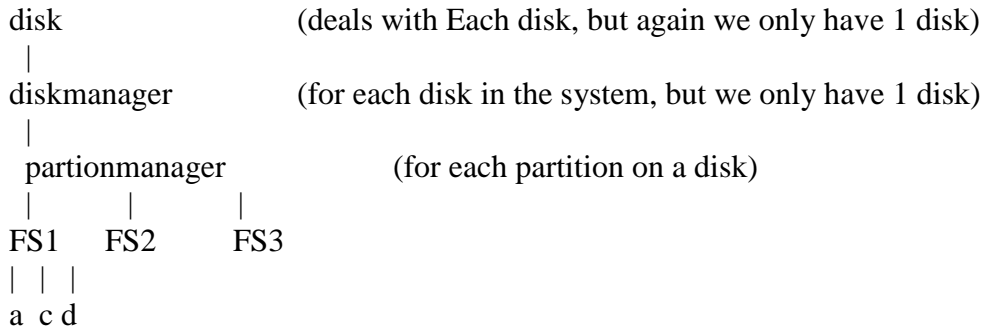 disk (deals with Each disk, but again we only have 1 disk)
|
diskmanager (for each disk in the system, but we only have 1 disk)
|
partionmanager (for each partition on a disk)
| | |
FS1 FS2 FS3
| | |
a c d